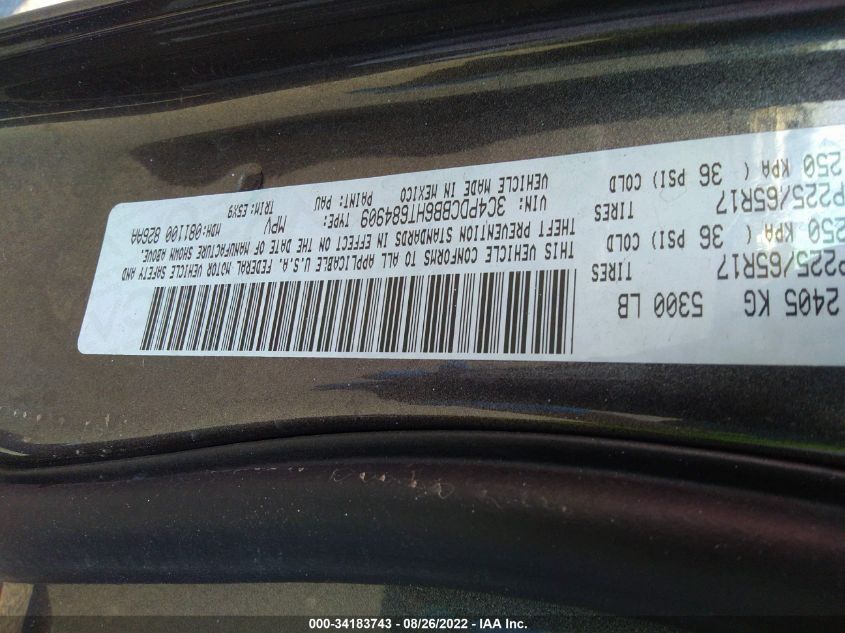 2405 KG 5300 LB
P225/65R17 TIRES
250 KPA ( 36 PSI) COLD
P225/65R17 TIRES
250 KPA ( 36 PSI) COLD
THIS VEHICLE CONFORMS TO ALL APPLICABLE U.S.A. FEDERAL MOTOR VEHICLE SAFETY AND
THEFT PREVENTION STANDARDS IN EFFECT ON THE DATE OF MANUFACTURE SHOWN ABOVE.
VIN: 3C4PDCBB6HT684909 TYPE: MPV MDH:081100 826AA
VEHICLE MADE IN MEXICO PAINT: PAU TRIM:E5X9
000-34183743 - 08/26/2022 - IAA Inc.